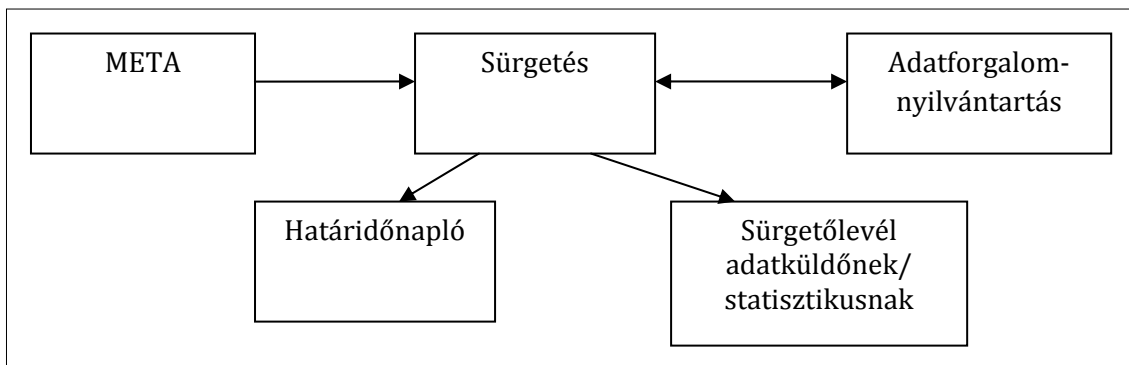 META
Sürgetés
Adatforgalom-
nyilvántartás
Határidőnapló
Sürgetőlevél
adatküldőnek/
statisztikusnak